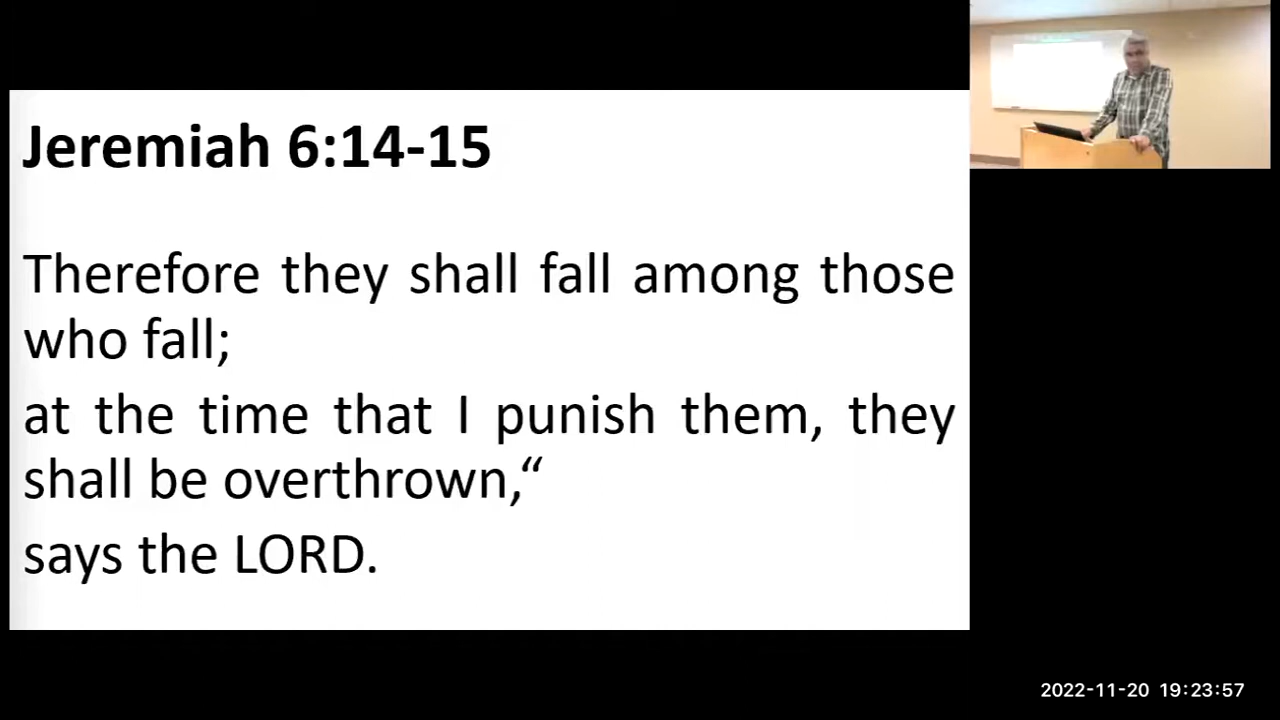 Jeremiah 6:14-15
Therefore they shall fall among those
who fall;
at the time that I punish them, they
shall be overthrown,“
says the LORD.
2022-11-20 19:23:57